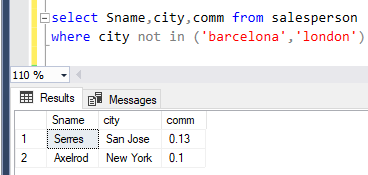 select Sname,city,comm from salesperson
where city not in ('barcelona','london')
110 %
Results Messages
Sname city comm
1 Serres San Jose 0.13
2 Axelrod New York 0.1